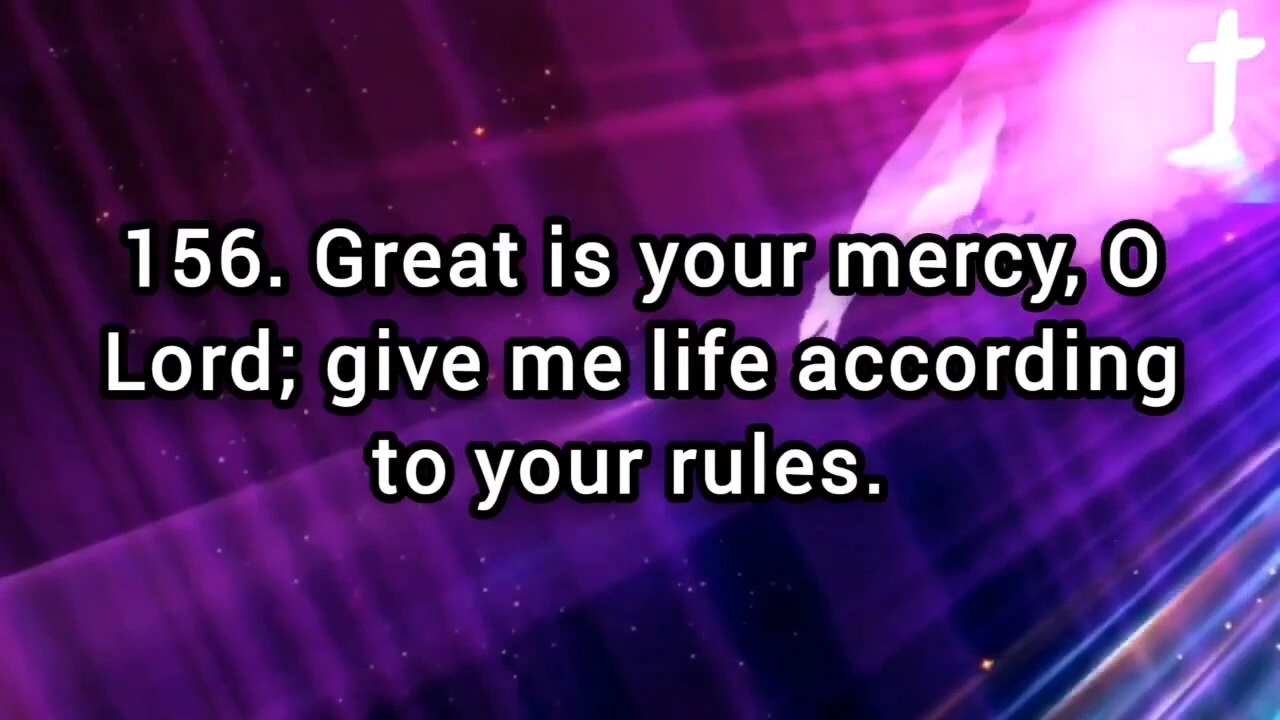 156. Great is your mercy, O
Lord; give me life according
to your rules.